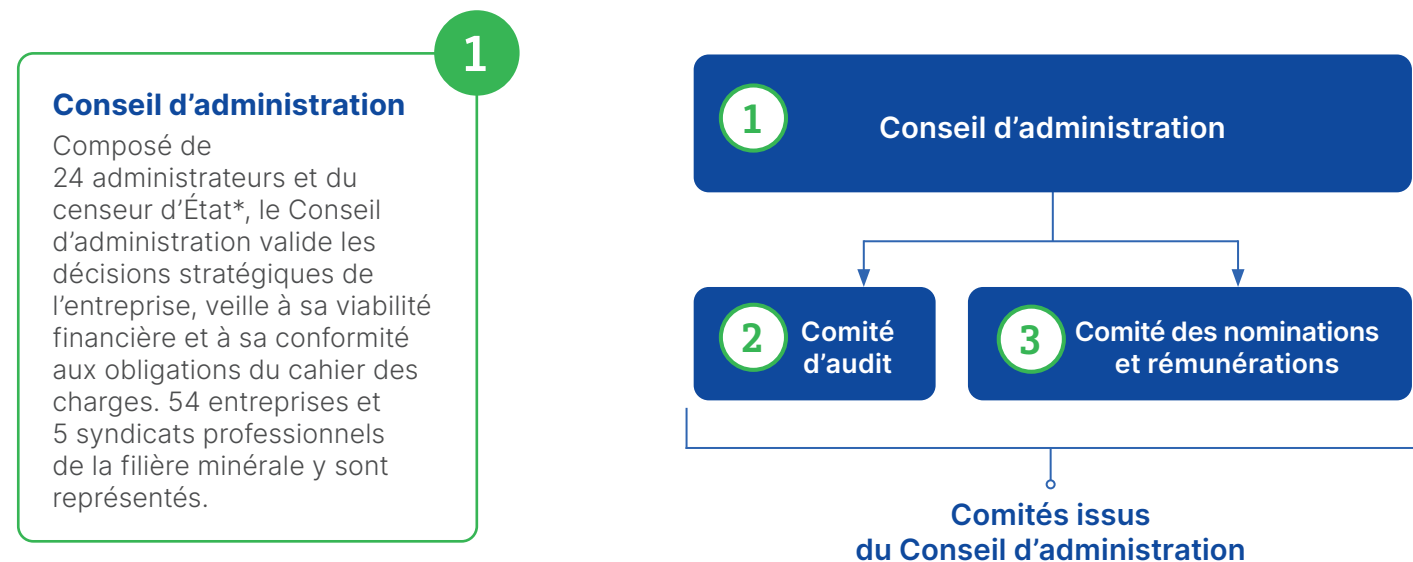 1
Conseil d’administration
Composé de
24 administrateurs et du
censeur d’État*, le Conseil
d’administration valide les
décisions stratégiques de
l’entreprise, veille à sa viabilité
financière et à sa conformité
aux obligations du cahier des
charges. 54 entreprises et
5 syndicats professionnels
de la filière minérale y sont
représentés.
1
Conseil d’administration
2
Comité
d’audit
3
Comité des nominations
et rémunérations
Comités issus
du Conseil d’administration